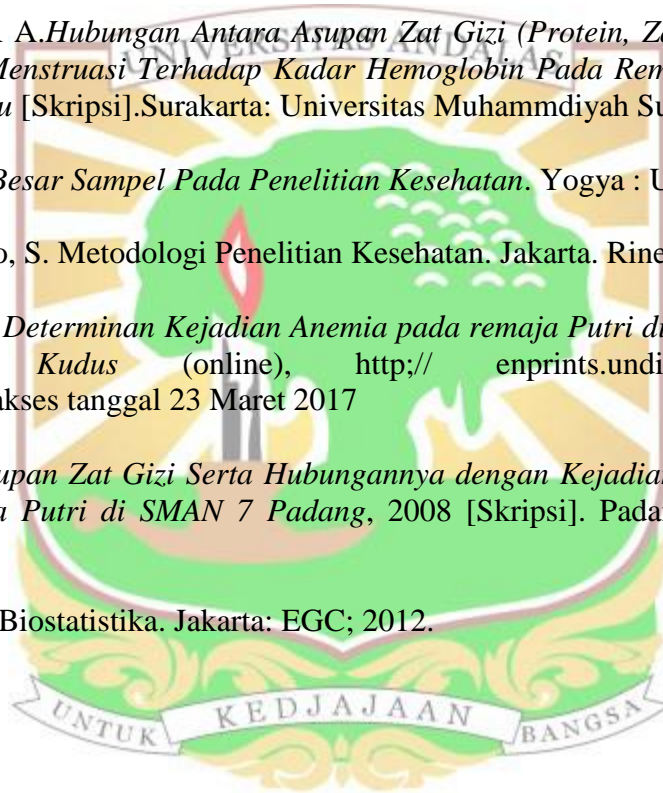 A.Hubungan Antara Asupan Zat Gizi (Protein, Z
UNIVERSITAS ANDALAS
Menstruasi Terhadap Kadar Hemoglobin Pada Rem
u [Skripsi].Surakarta: Universitas Muhammdiyah Su
Besar Sampel Pada Penelitian Kesehatan. Yogya : U
o, S. Metodologi Penelitian Kesehatan. Jakarta. Rine
Determinan Kejadian Anemia pada remaja Putri di
Kudus (online), http;// enprints.undi
akses tanggal 23 Maret 2017
upan Zat Gizi Serta Hubungannya dengan Kejadian
a Putri di SMAN 7 Padang, 2008 [Skripsi]. Pada
Biostatistika. Jakarta: EGC; 2012.
UNTUK KEDJAJAAN BANGSA